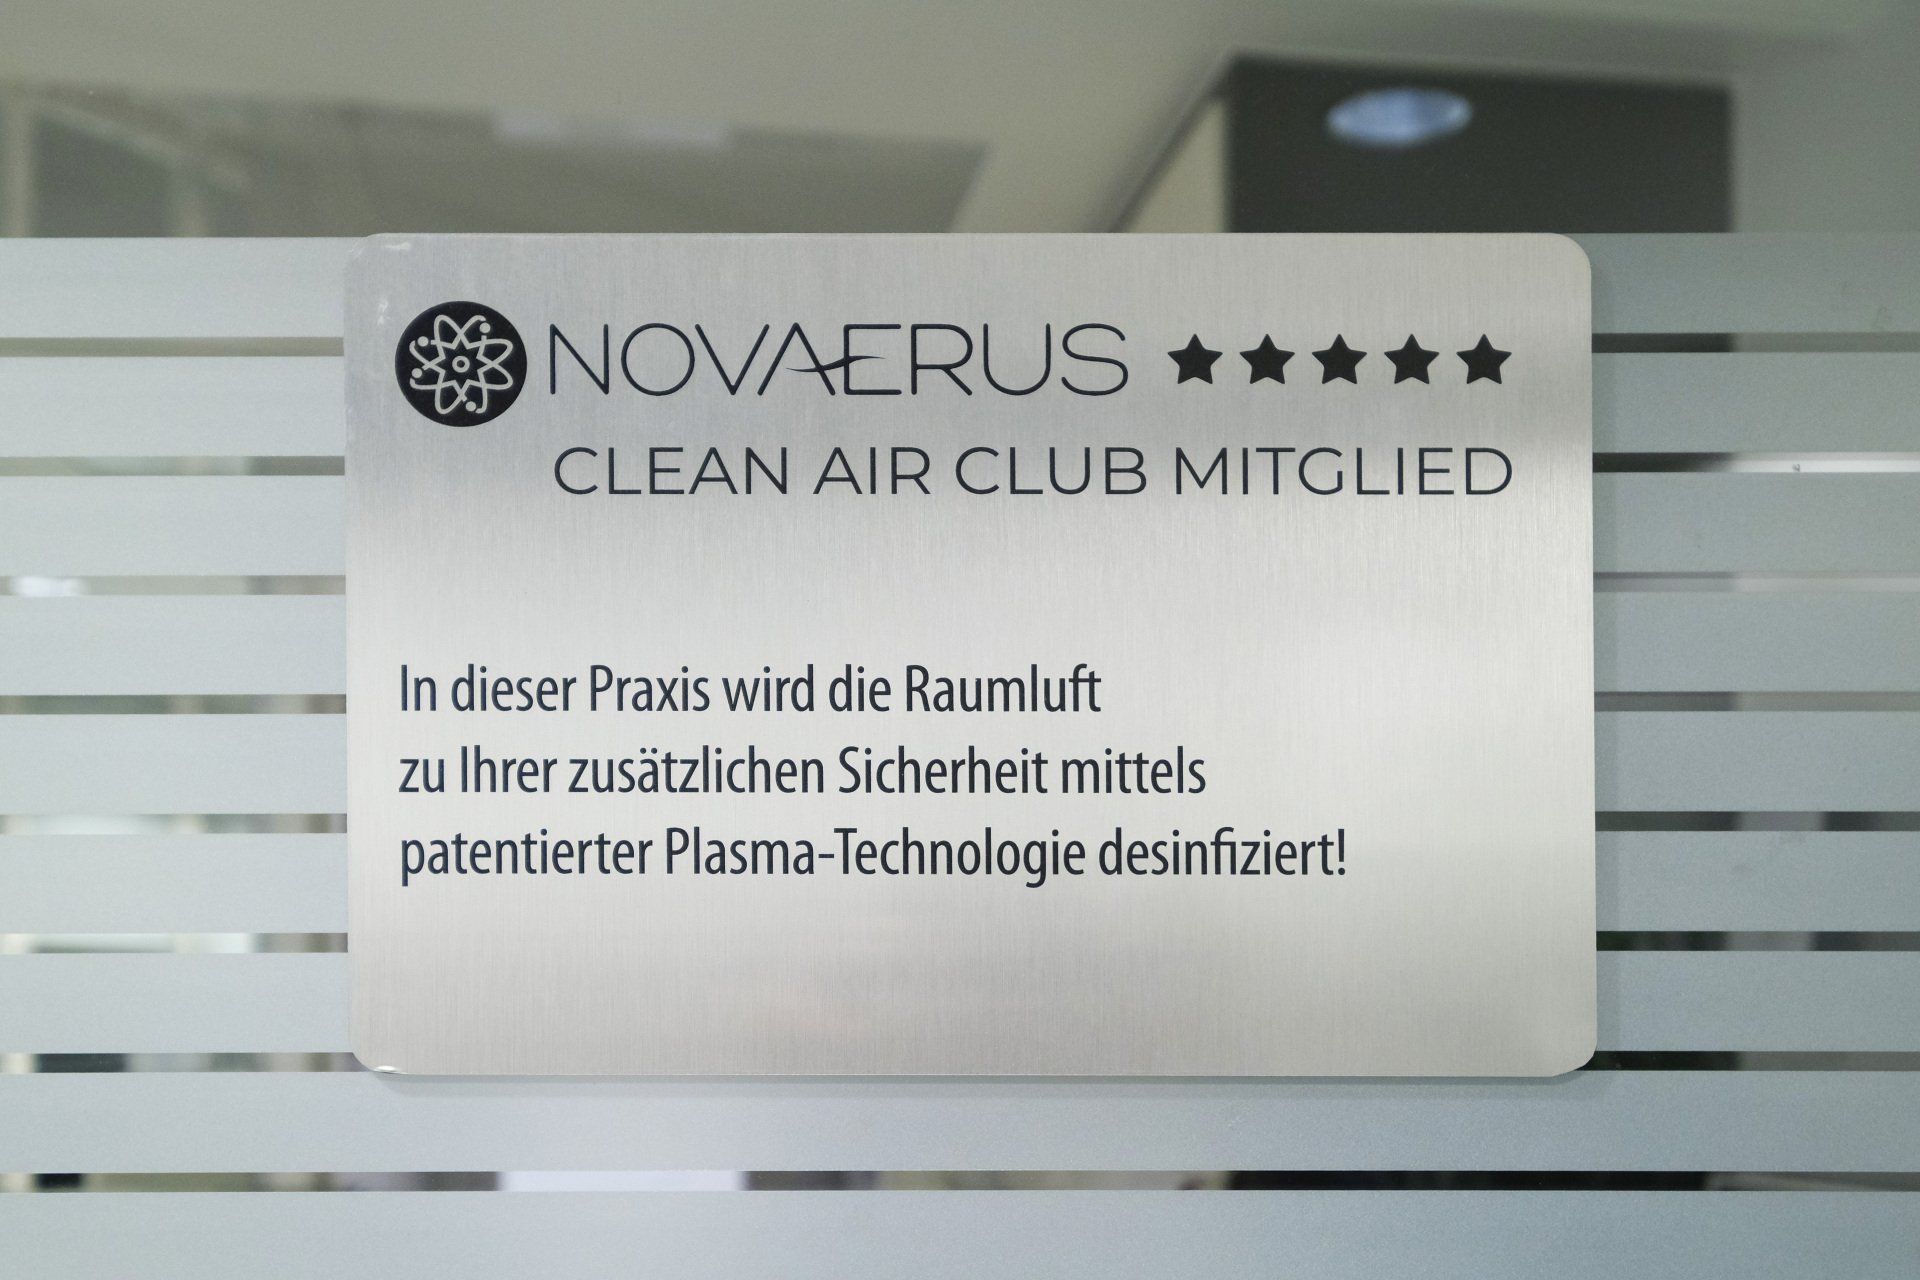 NOVAERUS ★★★★★
CLEAN AIR CLUB MITGLIED
In dieser Praxis wird die Raumluft
zu Ihrer zusätzlichen Sicherheit mittels
patentierter Plasma-Technologie desinfiziert!